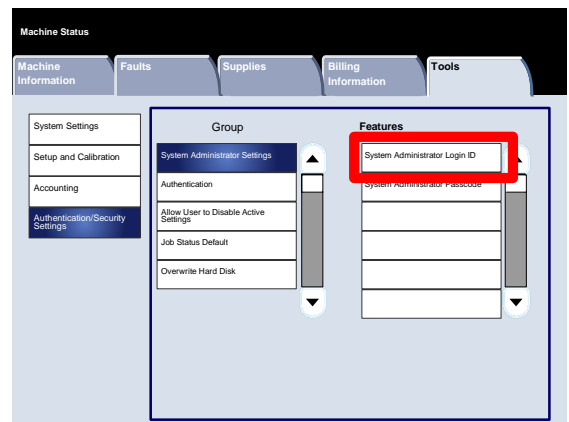 Machine Status
Machine
Information
Faults
Supplies
Billing
Information
Tools
System Settings
Setup and Calibration
Accounting
Authentication/Security
Settings
Group
System Administrator Settings
Authentication
Allow User to Disable Active
Settings
Job Status Default
Overwrite Hard Disk
Features
System Administrator Login ID
System Administrator Passcode